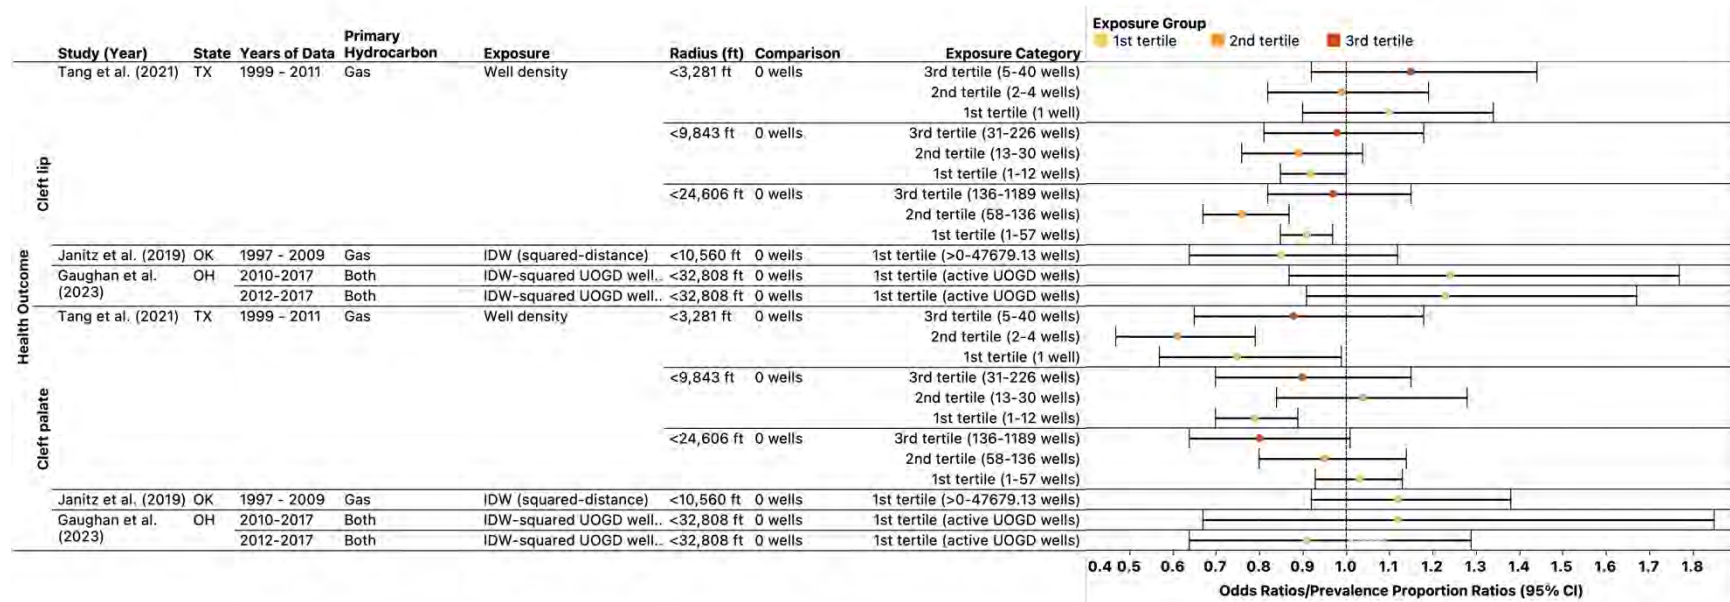 Exposure Group
1st tertile 2nd tertile 3rd tertile
Study (Year) State Years of Data Primary Hydrocarbon Exposure Radius (ft) Comparison Exposure Category
Health Outcome
Cleft lip
Tang et al. (2021) TX 1999 - 2011 Gas Well density <3,281 ft 0 wells 3rd tertile (5-40 wells)
2nd tertile (2-4 wells)
1st tertile (1 well)
<9,843 ft 0 wells 3rd tertile (31-226 wells)
2nd tertile (13-30 wells)
1st tertile (1-12 wells)
<24,606 ft 0 wells 3rd tertile (136-1189 wells)
2nd tertile (58-136 wells)
1st tertile (1-57 wells)
Janitz et al. (2019) OK 1997 - 2009 Gas IDW (squared-distance) <10,560 ft 0 wells 1st tertile (>0-47679.13 wells)
Gaughan et al. (2023) OH 2010-2017 Both IDW-squared UOGD well.. <32,808 ft 0 wells 1st tertile (active UOGD wells)
2012-2017 Both IDW-squared UOGD well.. <32,808 ft 0 wells 1st tertile (active UOGD wells)
Cleft palate
Tang et al. (2021) TX 1999 - 2011 Gas Well density <3,281 ft 0 wells 3rd tertile (5-40 wells)
2nd tertile (2-4 wells)
1st tertile (1 well)
<9,843 ft 0 wells 3rd tertile (31-226 wells)
2nd tertile (13-30 wells)
1st tertile (1-12 wells)
<24,606 ft 0 wells 3rd tertile (136-1189 wells)
2nd tertile (58-136 wells)
1st tertile (1-57 wells)
Janitz et al. (2019) OK 1997 - 2009 Gas IDW (squared-distance) <10,560 ft 0 wells 1st tertile (>0-47679.13 wells)
Gaughan et al. (2023) OH 2010-2017 Both IDW-squared UOGD well.. <32,808 ft 0 wells 1st tertile (active UOGD wells)
2012-2017 Both IDW-squared UOGD well.. <32,808 ft 0 wells 1st tertile (active UOGD wells)
0.4 0.5 0.6 0.7 0.8 0.9 1.0 1.1 1.2 1.3 1.4 1.5 1.6 1.7 1.8
Odds Ratios/Prevalence Proportion Ratios (95% CI)